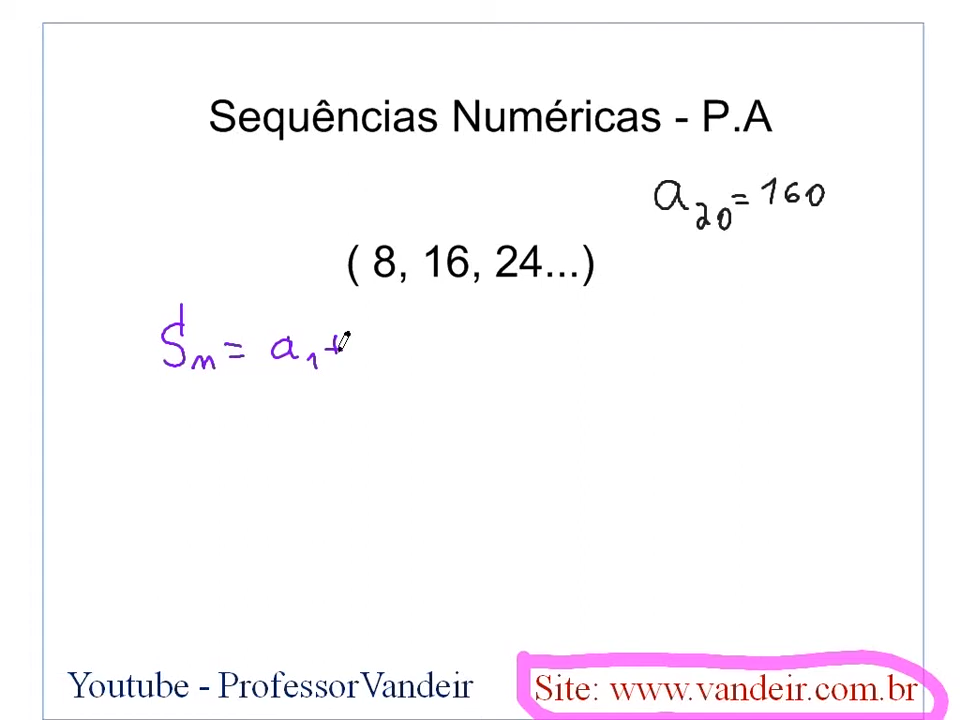 Sequências Numéricas - P.A
a20 = 160
( 8, 16, 24...)
Sn = a1 +
Youtube - ProfessorVandeir
Site: www.vandeir.com.br